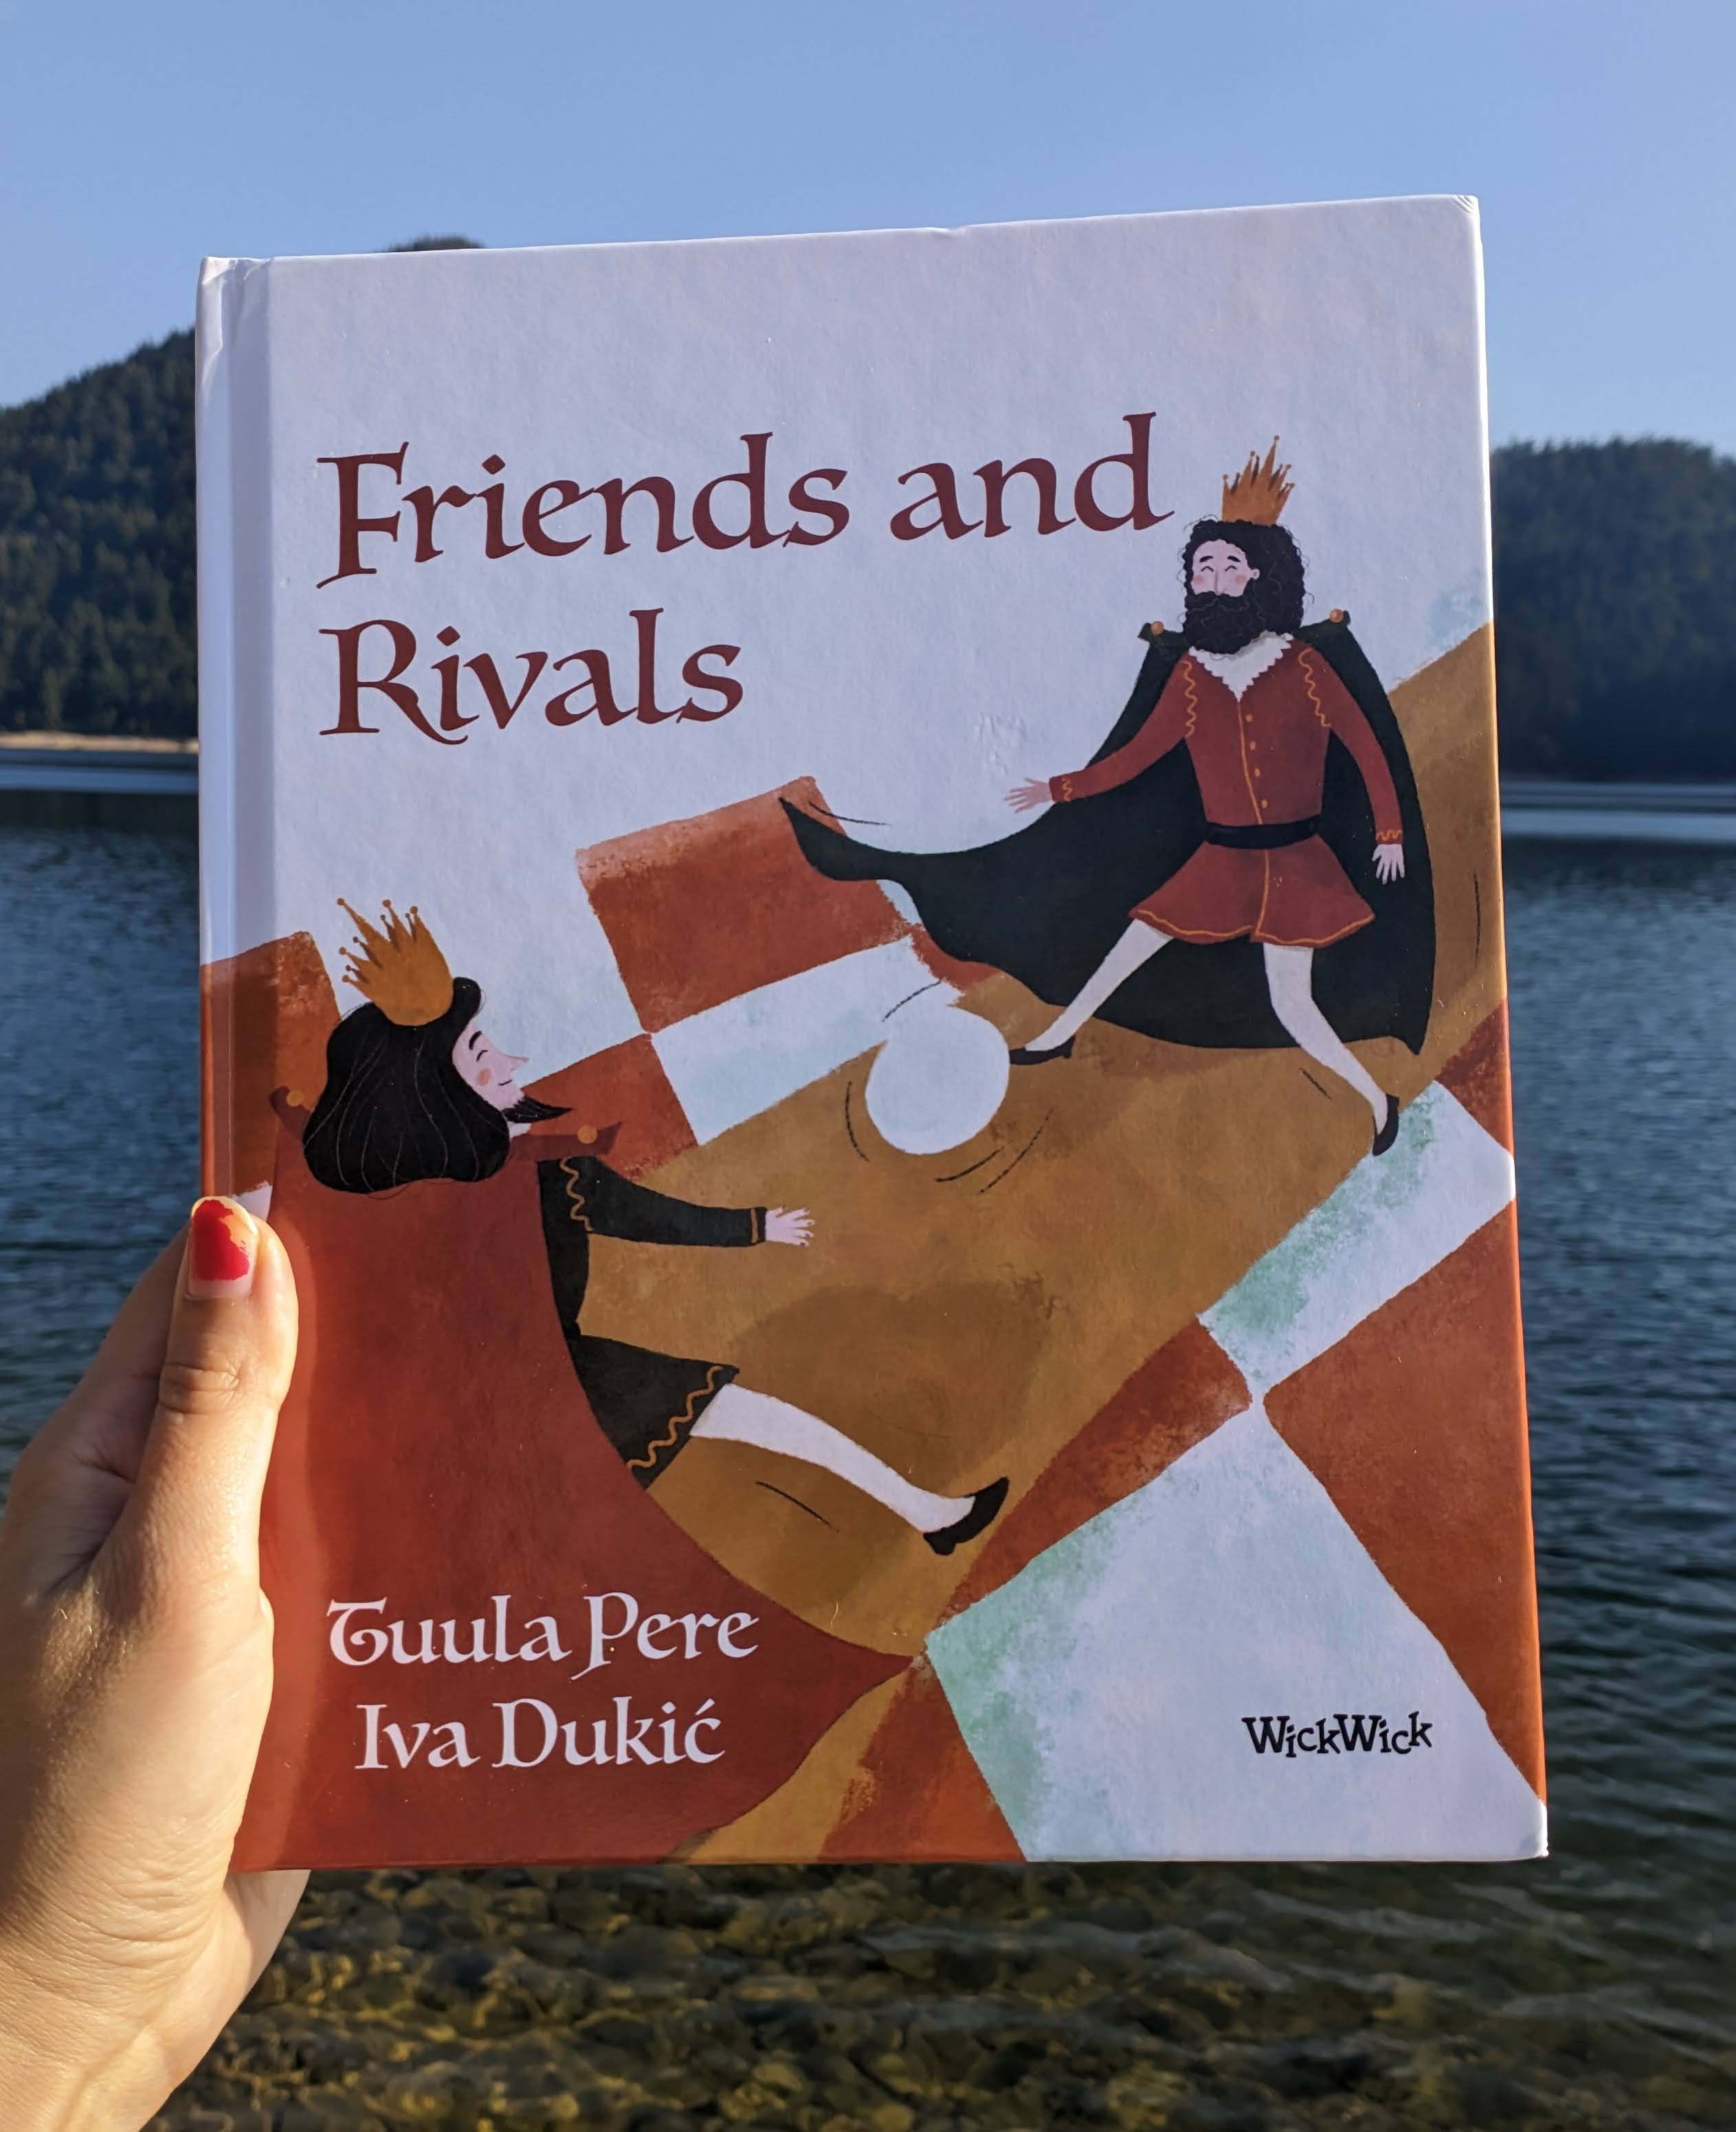 Friends and
Rivals
Tuula Pere
Iva Dukić
WickWick